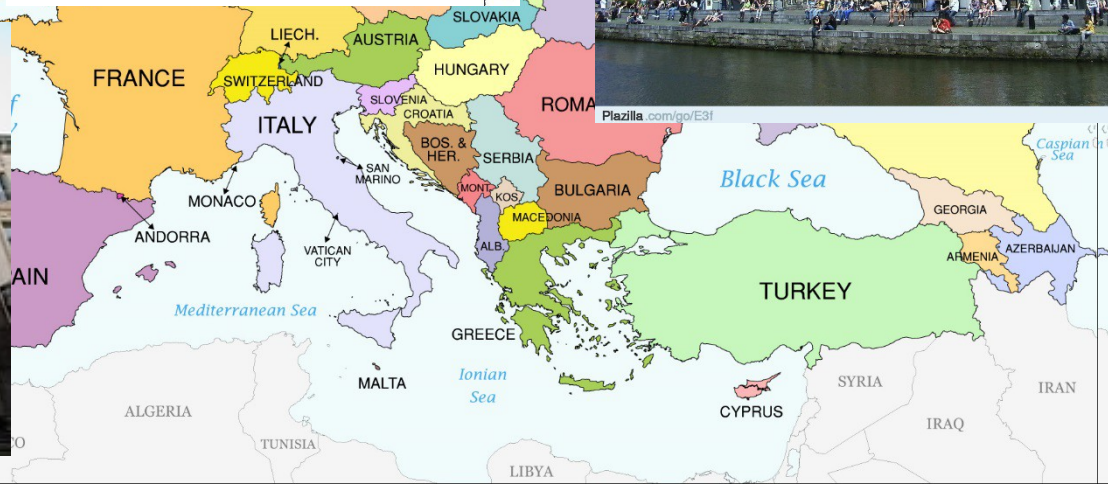 SLOVAKIA
LIECH.
AUSTRIA
FRANCE
SWITZERLAND
HUNGARY
SLOVENIA
CROATIA
ROMA
Plazilla .com/go/E3f
f
ITALY
BOS. &
HER.
SERBIA
SAN
MARINO
Caspian
Sea
Black Sea
MONACO
MONT.
KOS.
BULGARIA
GEORGIA
ANDORRA
MACEDONIA
VATICAN
CITY
ALB.
ARMENIA
AZERBAIJAN
AIN
TURKEY
Mediterranean Sea
GREECE
Ionian
Sea
MALTA
CYPRUS
SYRIA
IRAN
ALGERIA
IRAQ
TUNISIA
O
LIBYA